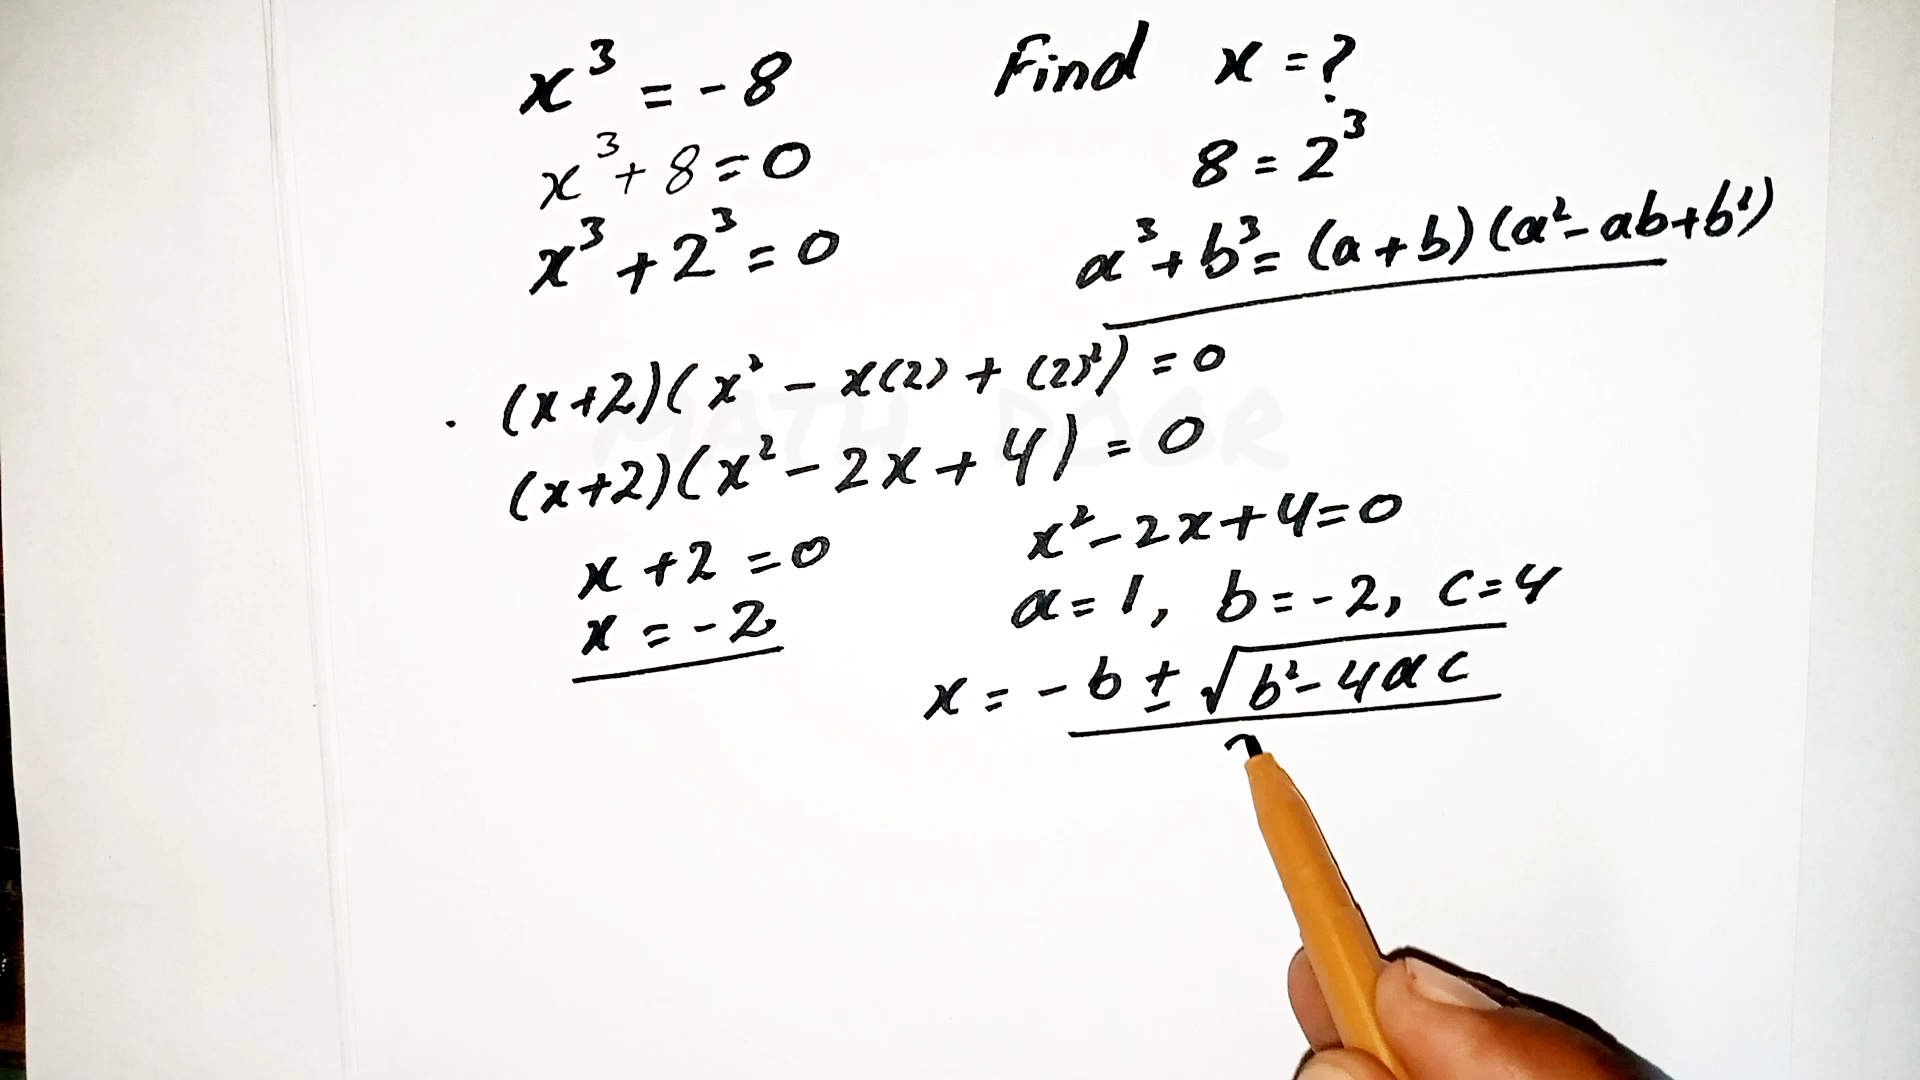 x³ = -8 Find x = ?
x³ + 8 = 0 8 = 2³
x³ + 2³ = 0 a³ + b³ = (a + b)(a² - ab + b²)
(x+2)(x² - x(2) + (2)²) = 0
MATH DOOR
(x+2)(x² - 2x + 4) = 0
x + 2 = 0 x² - 2x + 4 = 0
x = -2 a = 1, b = -2, c = 4
x = -b ± √b² - 4ac